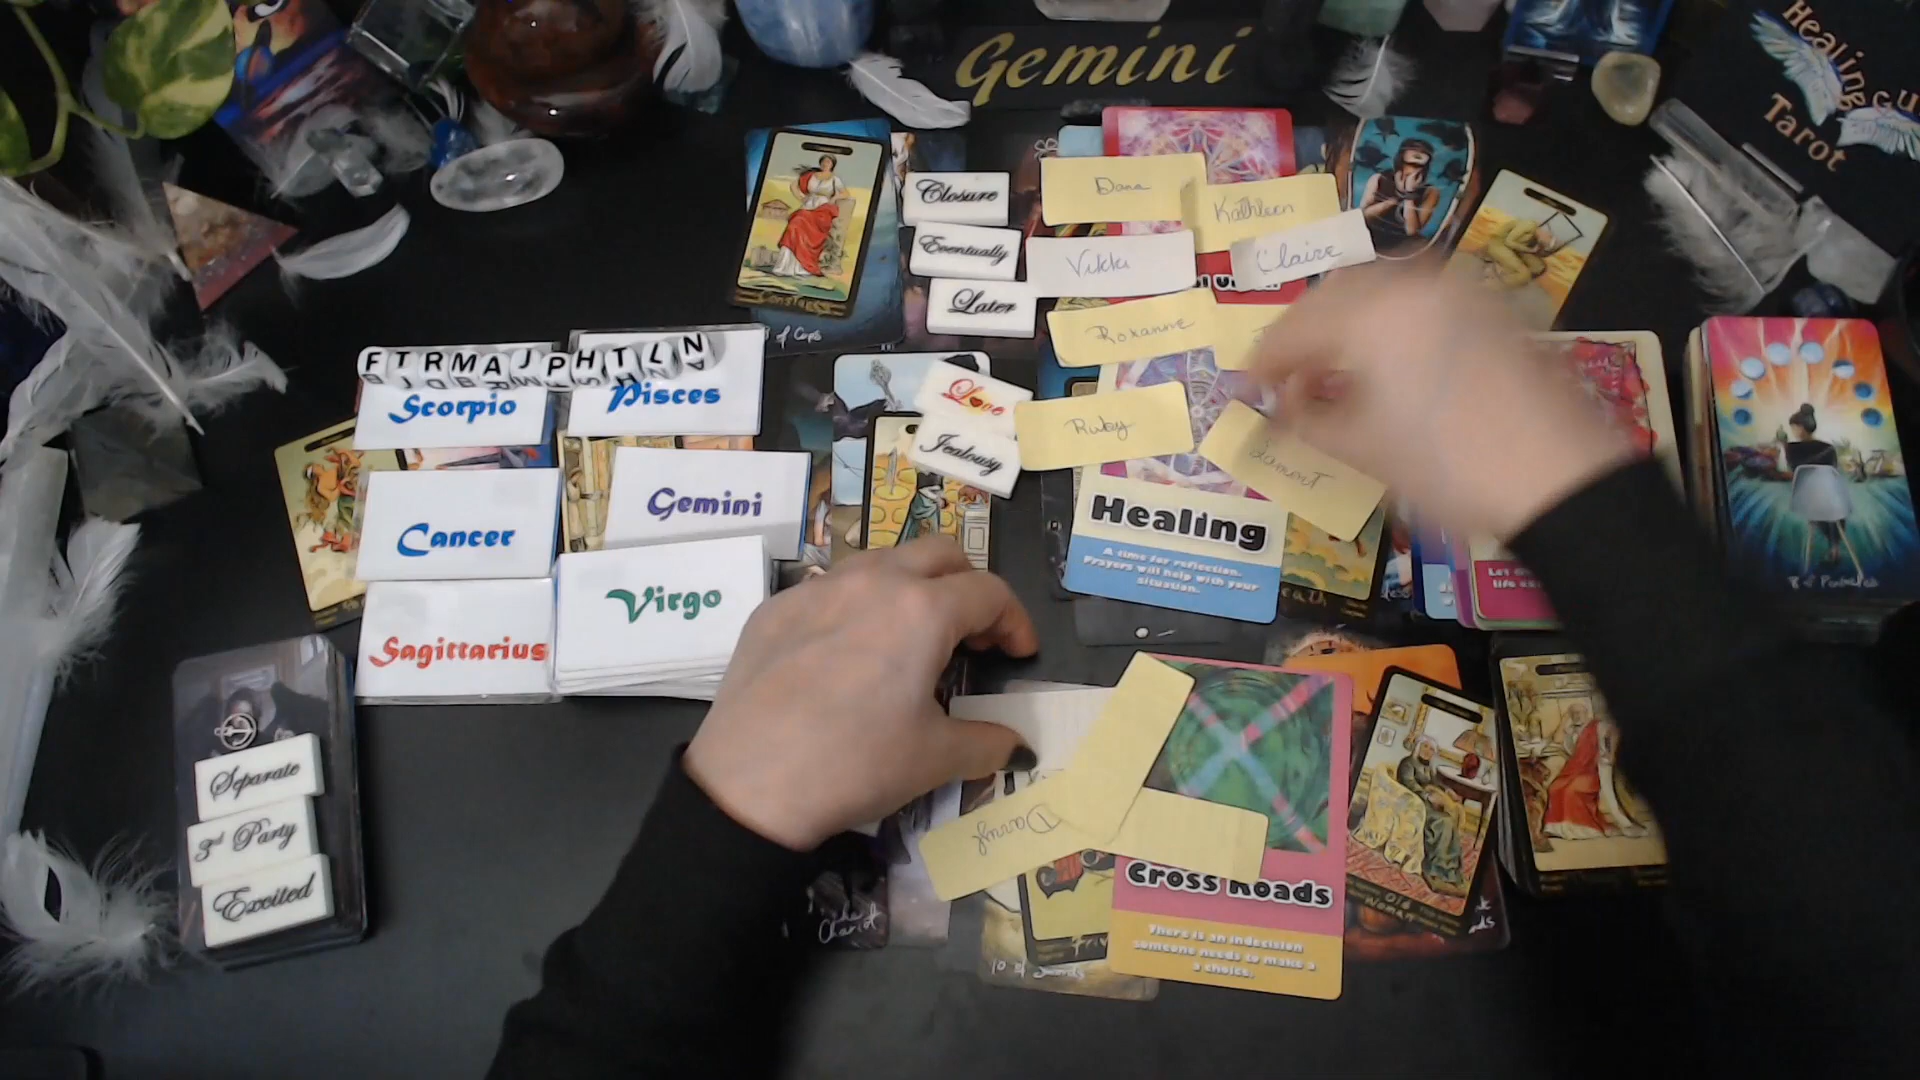 Gemini
Healing
Tarot
Closure
Eventually
Later
Dana
Kathleen
Vikki
Claire
Roxanne
Ruby
Love
Jealousy
of Cups
F T R M A J P H T L N
Scorpio
Pisces
Cancer
Gemini
Sagittarius
Virgo
Separate
3rd Party
Excited
Healing
A time for reflection.
Prayers will help with your
situation.
8 of Pentacles
Darryl
Cross Roads
There is an indecision
someone needs to make a
a choice.
10 of Swords
Chariot